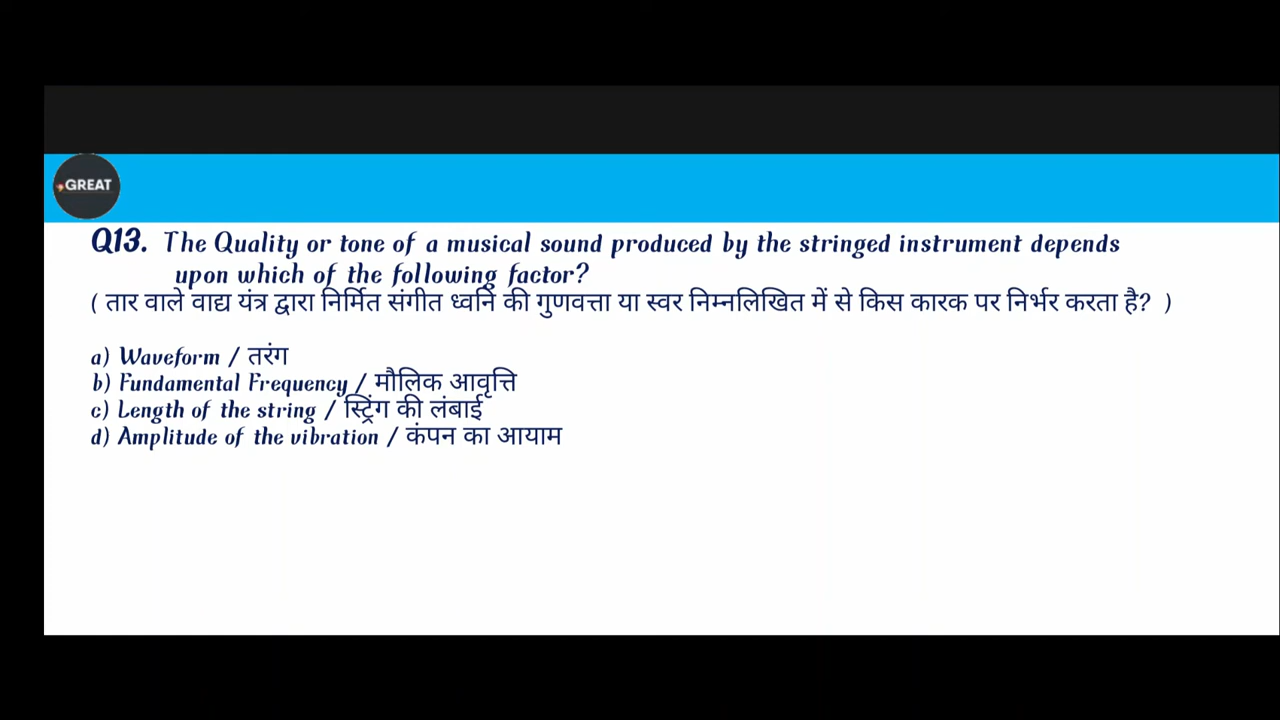 GREAT
Q13. The Quality or tone of a musical sound produced by the stringed instrument depends
upon which of the following factor?
( तार वाले वाद्य यंत्र द्वारा निर्मित संगीत ध्वनि की गुणवत्ता या स्वर निम्नलिखित में से किस कारक पर निर्भर करता है? )
a) Waveform / तरंग
b) Fundamental Frequency / मौलिक आवृत्ति
c) Length of the string / स्ट्रिंग की लंबाई
d) Amplitude of the vibration / कंपन का आयाम